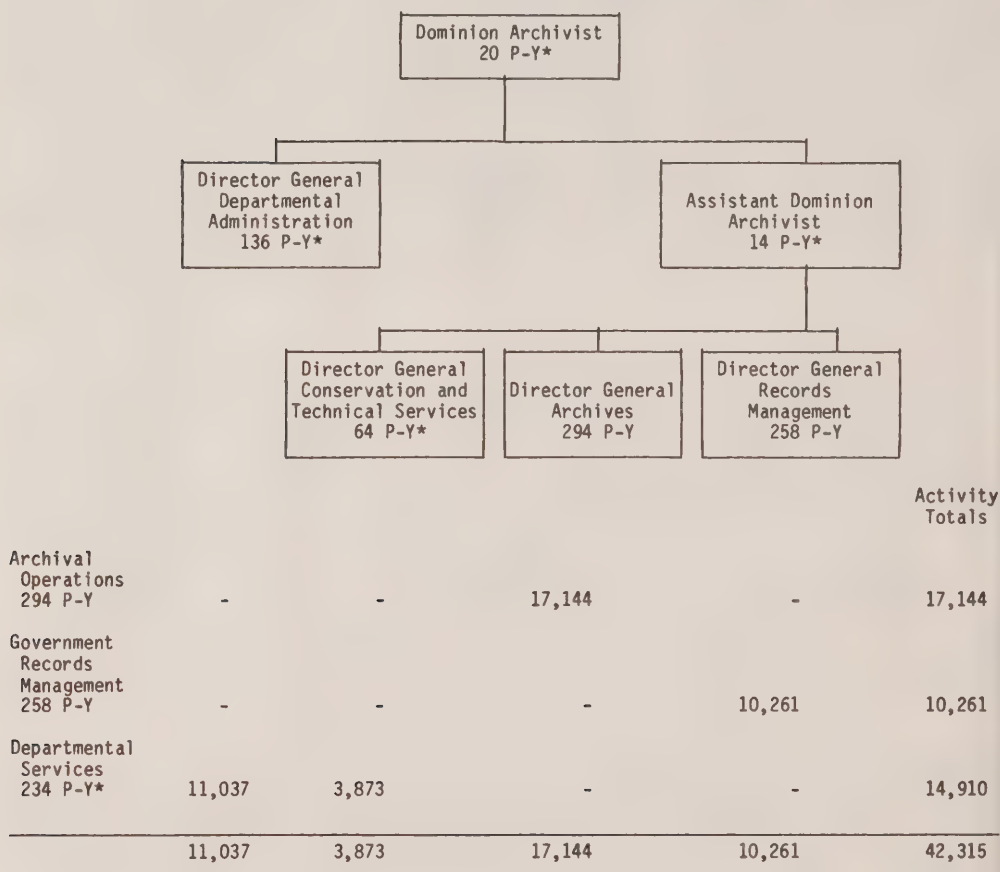 Dominion Archivist
20 P-Y*
Director General
Departmental
Administration
136 P-Y*
Assistant Dominion
Archivist
14 P-Y*
Director General
Conservation and
Technical Services
64 P-Y*
Director General
Archives
294 P-Y
Director General
Records
Management
258 P-Y
Activity
Totals
Archival
Operations
294 P-Y - - 17,144 - 17,144
Government
Records
Management
258 P-Y - - - 10,261 10,261
Departmental
Services
234 P-Y* 11,037 3,873 - - 14,910
11,037 3,873 17,144 10,261 42,315